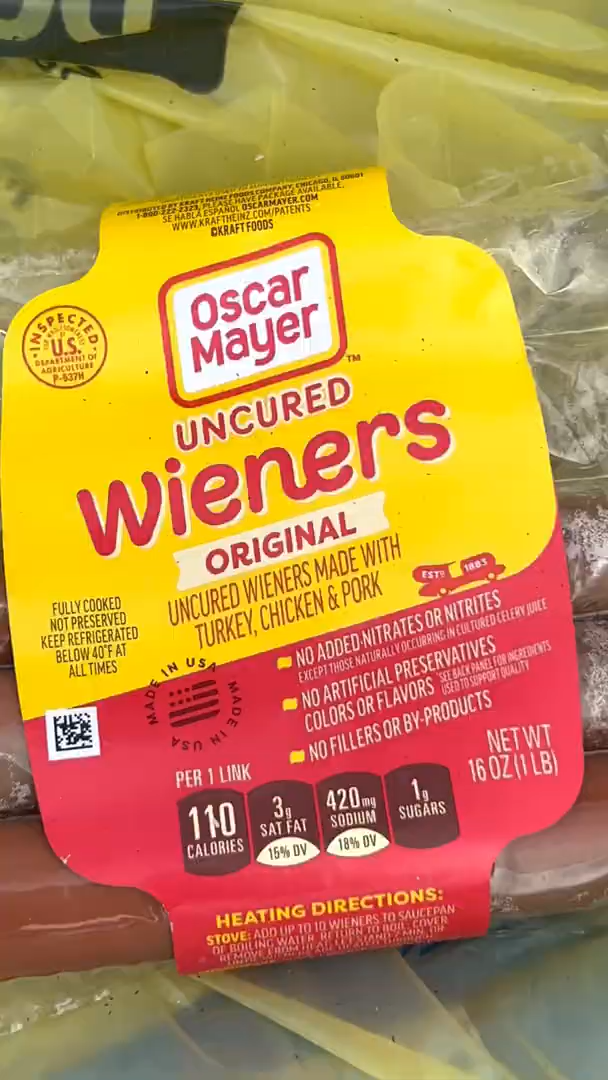 DISTRIBUTED BY KRAFT HEINZ FOODS COMPANY, CHICAGO, IL 60601
1-800-222-2323, PLEASE HAVE PACKAGE AVAILABLE.
SE HABLA ESPAÑOL OSCARMAYER.COM
WWW.KRAFTHEINZ.COM/PATENTS
©KRAFT FOODS
Oscar
Mayer
TM
INSPECTED
U.S.
DEPARTMENT OF
AGRICULTURE
P-537H
UNCURED
Wieners
ORIGINAL
UNCURED WIENERS MADE WITH
TURKEY, CHICKEN & PORK
ESTD 1883
FULLY COOKED
NOT PRESERVED
KEEP REFRIGERATED
BELOW 40°F AT
ALL TIMES
MADE IN USA MADE IN USA
NO ADDED NITRATES OR NITRITES
EXCEPT THOSE NATURALLY OCCURRING IN CULTURED CELERY JUICE
NO ARTIFICIAL PRESERVATIVES
COLORS OR FLAVORS *SEE BACK PANEL FOR INGREDIENTS
USED TO SUPPORT QUALITY
NO FILLERS OR BY-PRODUCTS
NET WT
16 OZ (1 LB)
PER 1 LINK
110
CALORIES
3g
SAT FAT
15% DV
420mg
SODIUM
18% DV
1g
SUGARS
HEATING DIRECTIONS:
STOVE: ADD UP TO 10 WIENERS TO SAUCEPAN
OF BOILING WATER. RETURN TO BOIL. COVER